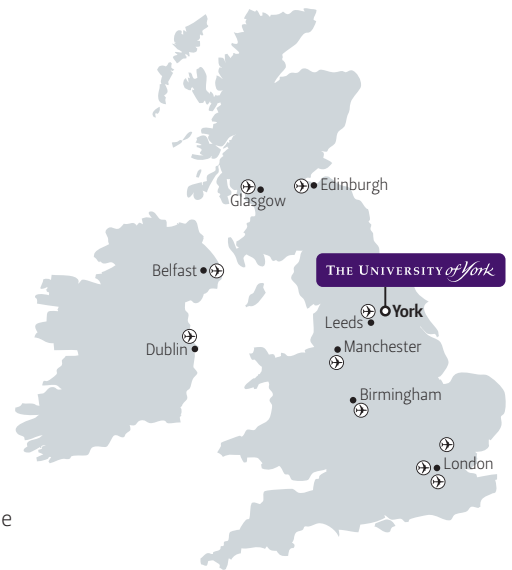 Edinburgh
Glasgow
THE UNIVERSITY of York
Belfast
York
Leeds
Dublin
Manchester
Birmingham
London
e